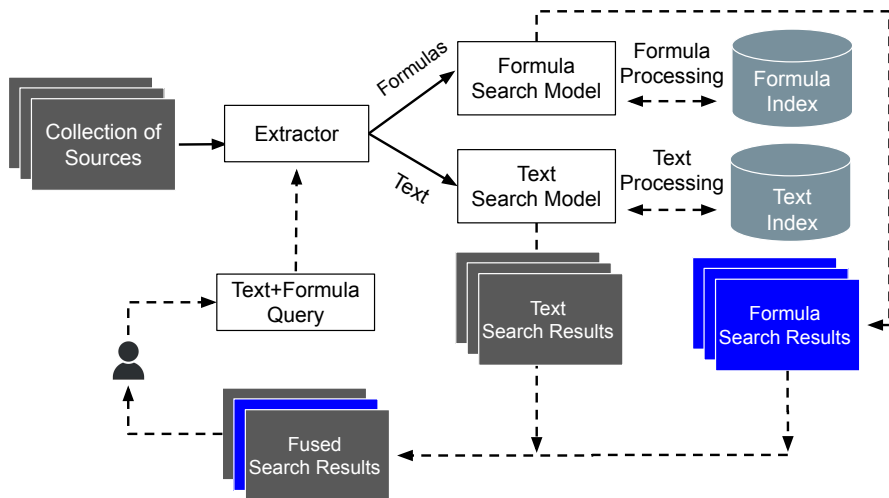 Formulas
Formula
Search Model
Formula
Processing
Formula
Index
Collection of
Sources
Extractor
Text
Text
Search Model
Text
Processing
Text
Index
Text+Formula
Query
Text
Search Results
Formula
Search Results
Fused
Search Results